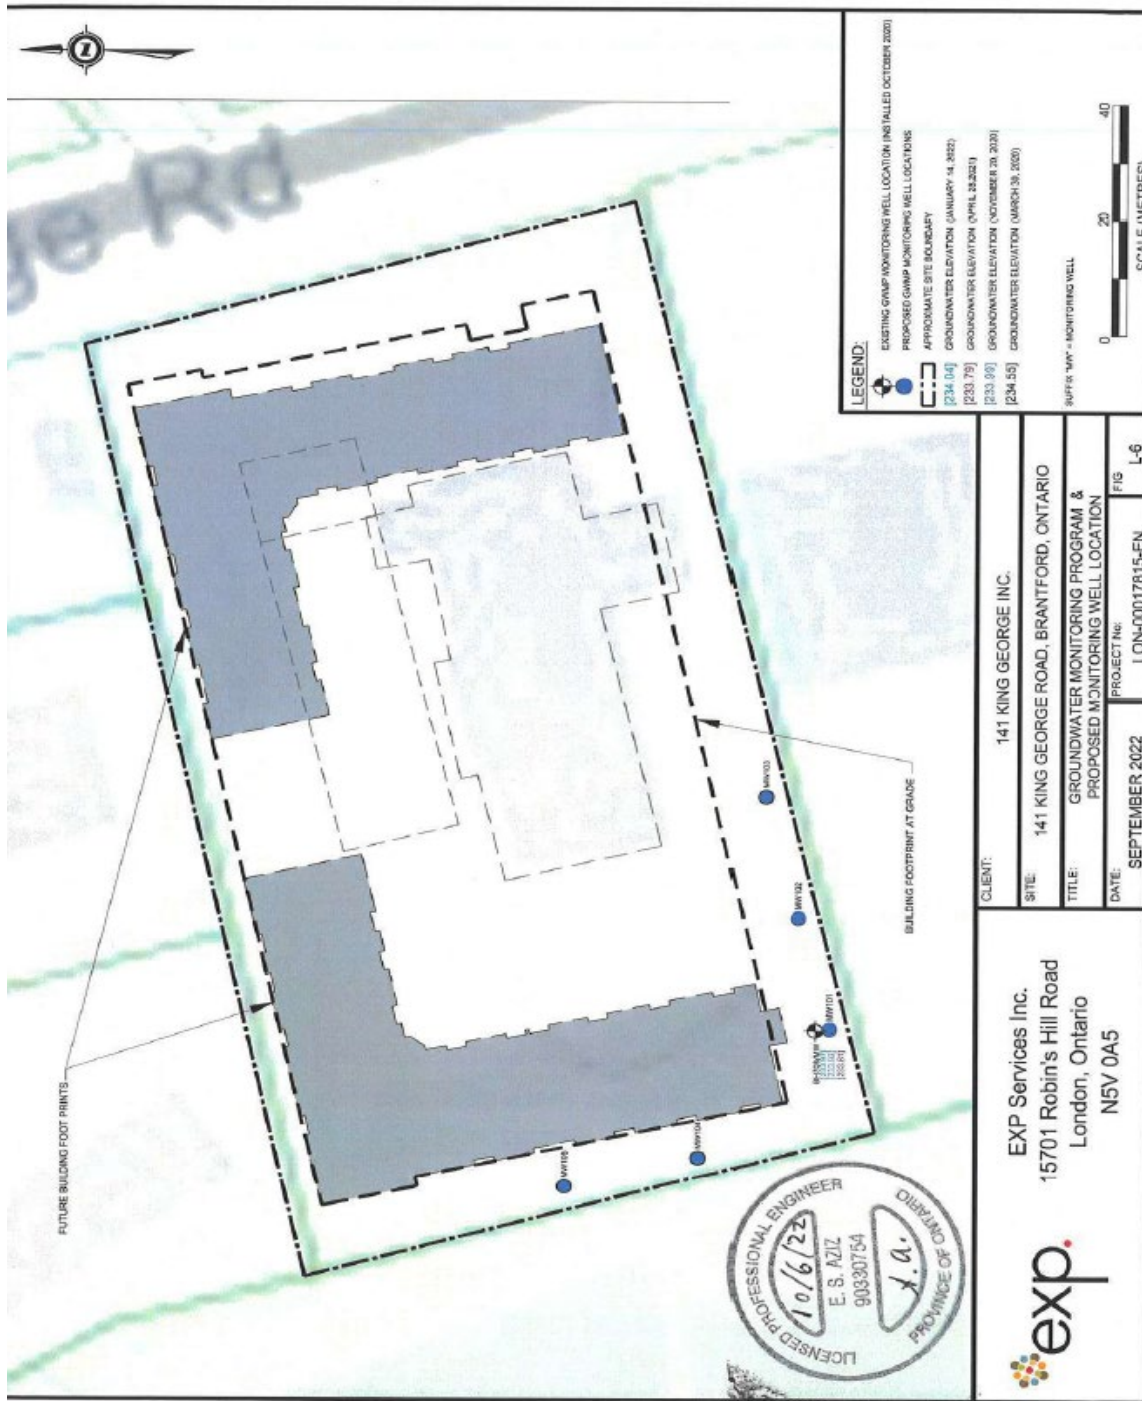 Z
ge Rd
FUTURE BUILDING FOOT PRINTS
BUILDING FOOTPRINT AT GRADE
MW103
MW102
MW101
MW104
LEGEND:
EXISTING GWMP MONITORING WELL LOCATION (INSTALLED OCTOBER 2020)
PROPOSED GWMP MONITORING WELL LOCATIONS
APPROXIMATE SITE BOUNDARY
[234.04] GROUNDWATER ELEVATION (JANUARY 14, 2022)
[233.79] GROUNDWATER ELEVATION (APRIL 28, 2021)
[233.99] GROUNDWATER ELEVATION (NOVEMBER 20, 2020)
[234.55] GROUNDWATER ELEVATION (MARCH 30, 2020)
SUFFIX "MW" = MONITORING WELL
0 20 40
SCALE (METRES)
LICENSED PROFESSIONAL ENGINEER
10/6/22
E. S. AZIZ
90330754
PROVINCE OF ONTARIO
exp.
EXP Services Inc.
15701 Robin's Hill Road
London, Ontario
N5V 0A5
CLIENT: 141 KING GEORGE INC.
SITE: 141 KING GEORGE ROAD, BRANTFORD, ONTARIO
TITLE: GROUNDWATER MONITORING PROGRAM &
PROPOSED MONITORING WELL LOCATION
DATE: SEPTEMBER 2022
PROJECT No: LON-00017815-EN
FIG L-6